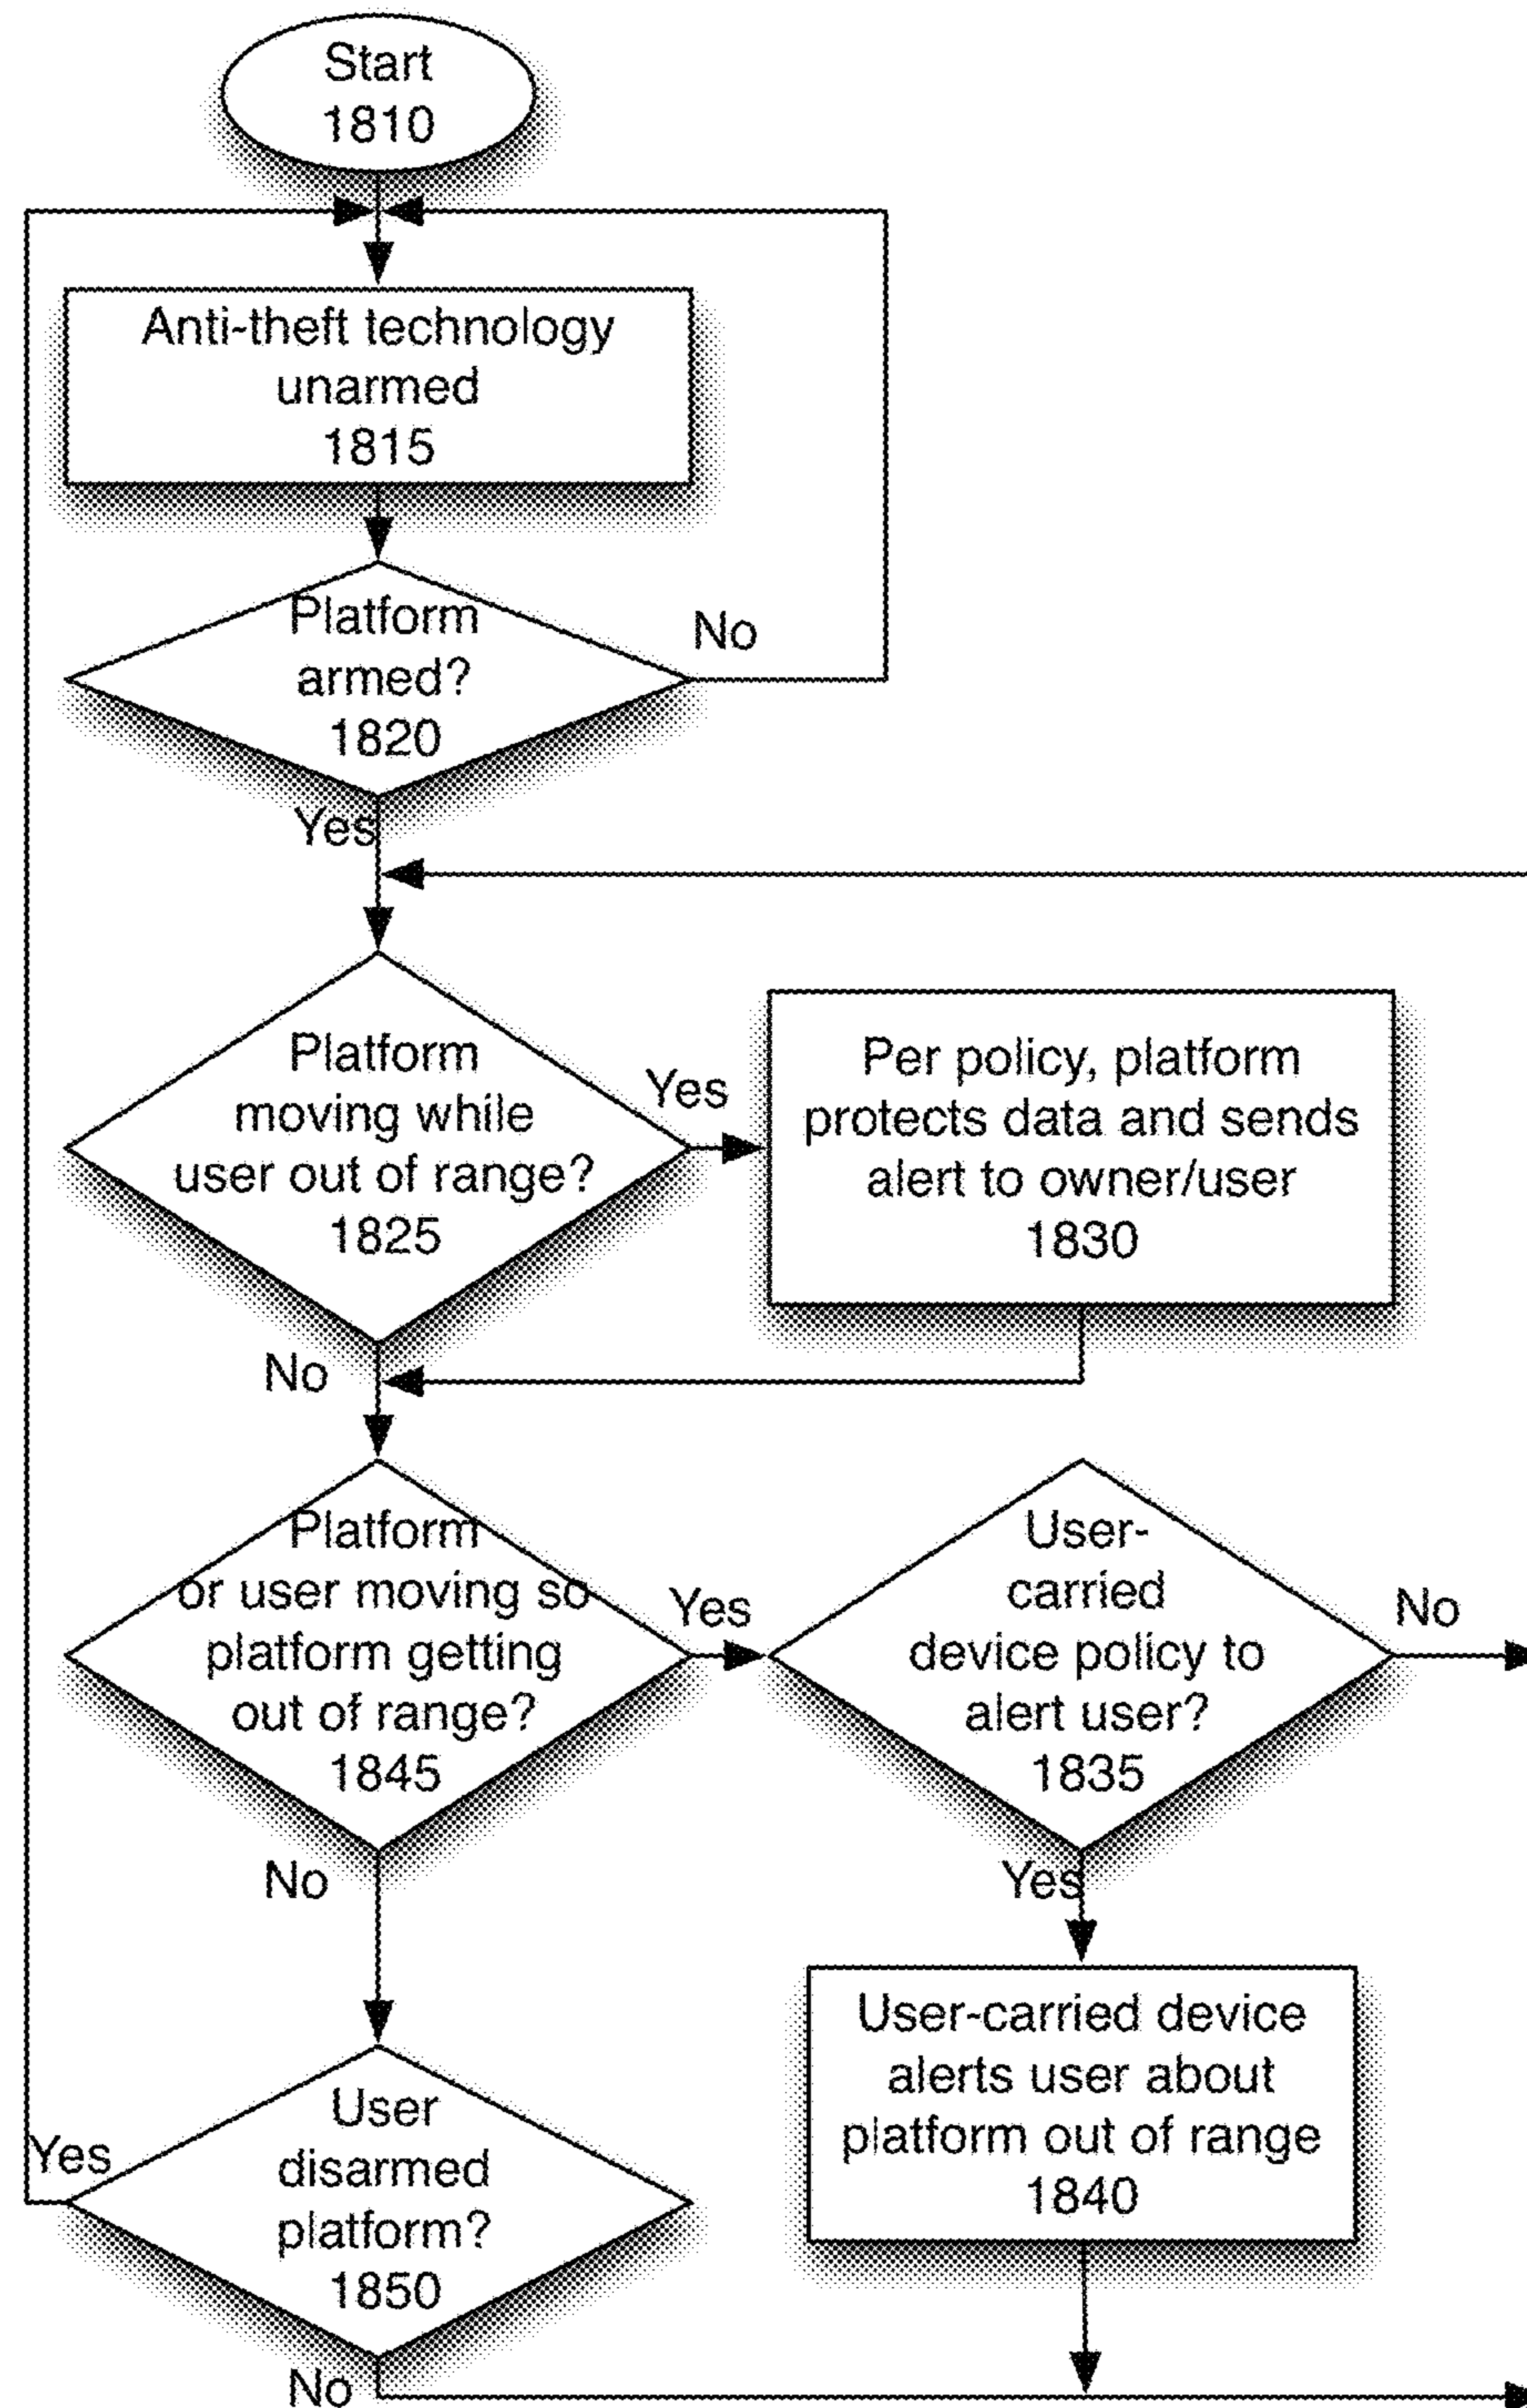 Start
1810
Anti-theft technology
unarmed
1815
Platform
armed?
1820
No
Yes
Platform
moving while
user out of range?
1825
Yes
Per policy, platform
protects data and sends
alert to owner/user
1830
No
Platform
or user moving so
platform getting
out of range?
1845
Yes
User-
carried
device policy to
alert user?
1835
No
No
Yes
User-carried device
alerts user about
platform out of range
1840
User
disarmed
platform?
1850
Yes
No